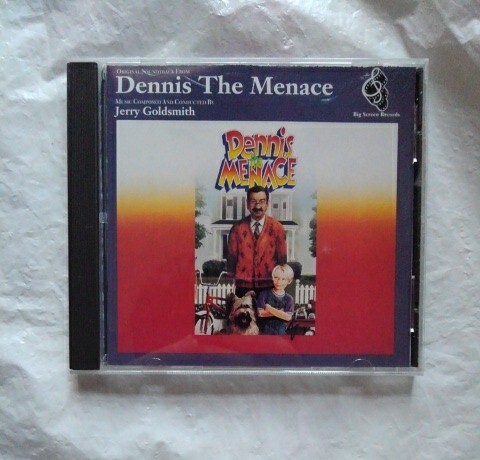 Original Soundtrack From
Dennis The Menace
Music Composed And Conducted By
Jerry Goldsmith
Big Screen Records
Dennis
the
MENACE